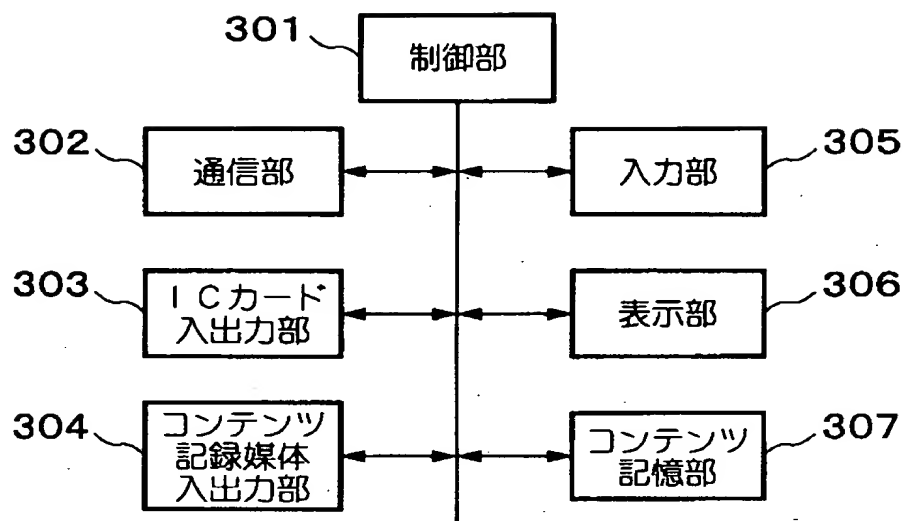 301
制御部
302
通信部
305
入力部
303
ICカード
入出力部
306
表示部
304
コンテンツ
記録媒体
入出力部
307
コンテンツ
記憶部